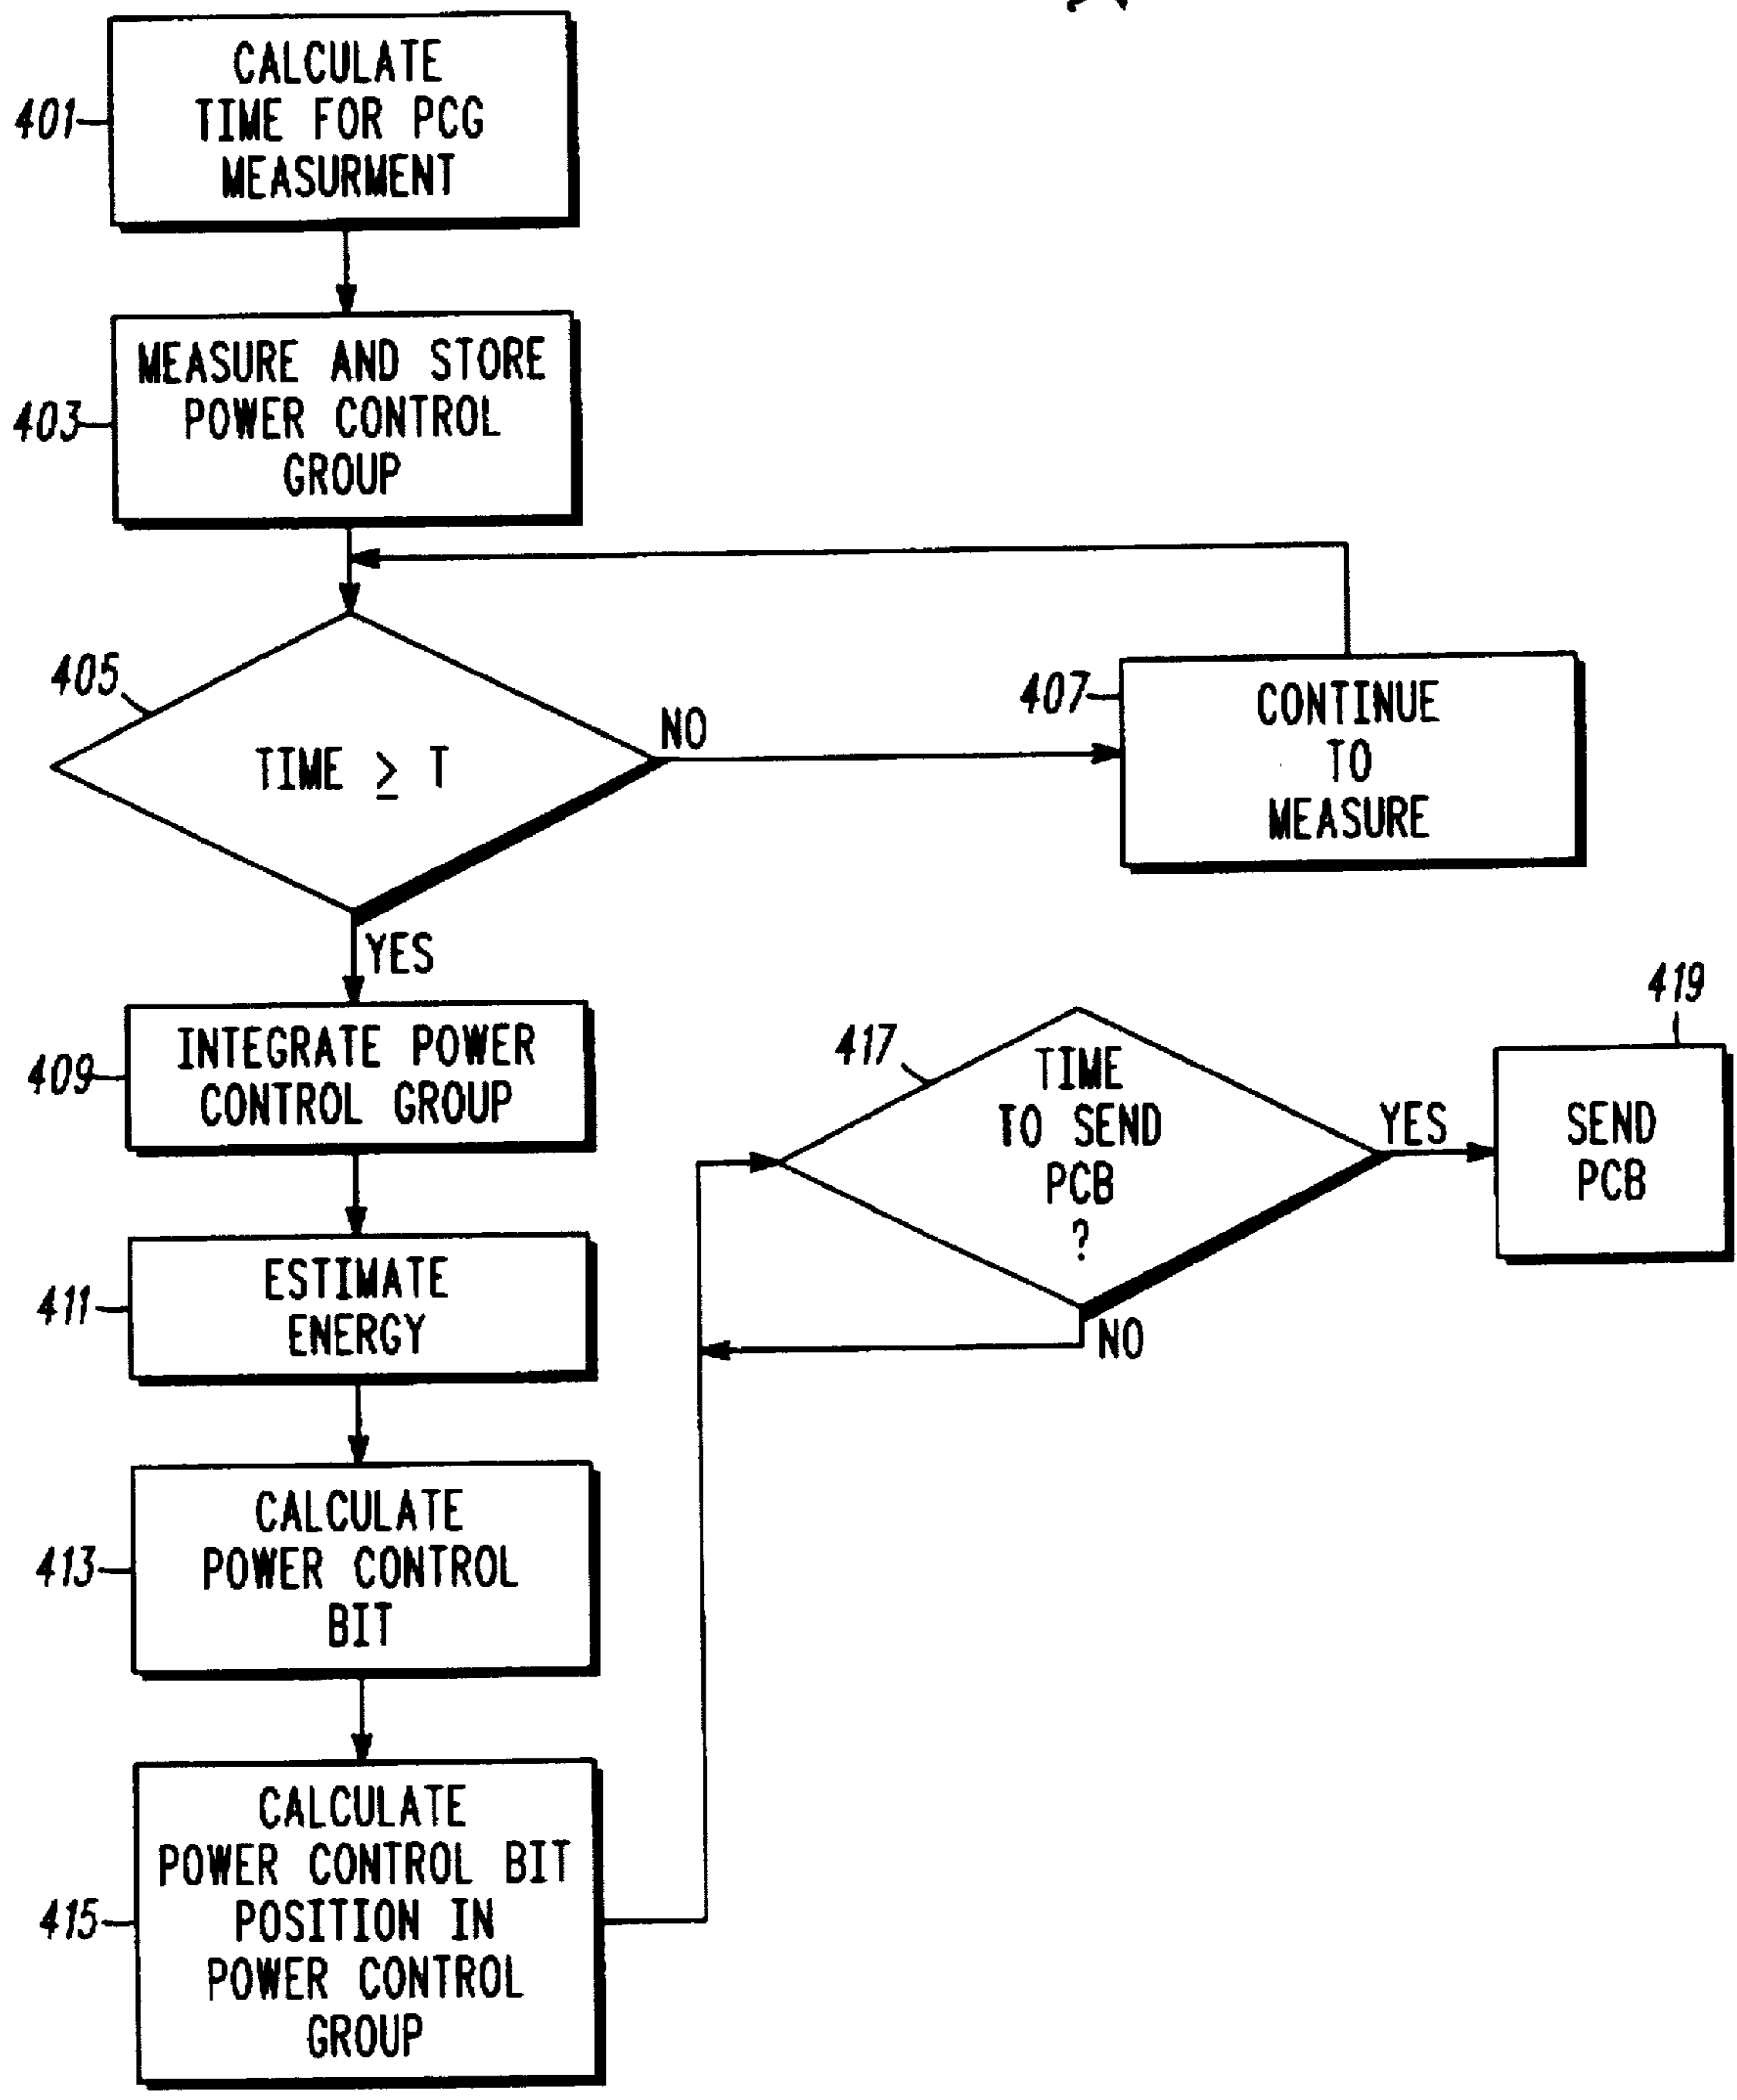 401
CALCULATE
TIME FOR PCG
MEASURMENT
403
MEASURE AND STORE
POWER CONTROL
GROUP
405
TIME ≥ T
NO
407
CONTINUE
TO
MEASURE
YES
409
INTEGRATE POWER
CONTROL GROUP
411
ESTIMATE
ENERGY
413
CALCULATE
POWER CONTROL
BIT
415
CALCULATE
POWER CONTROL BIT
POSITION IN
POWER CONTROL
GROUP
417
TIME
TO SEND
PCB
?
NO
YES
419
SEND
PCB